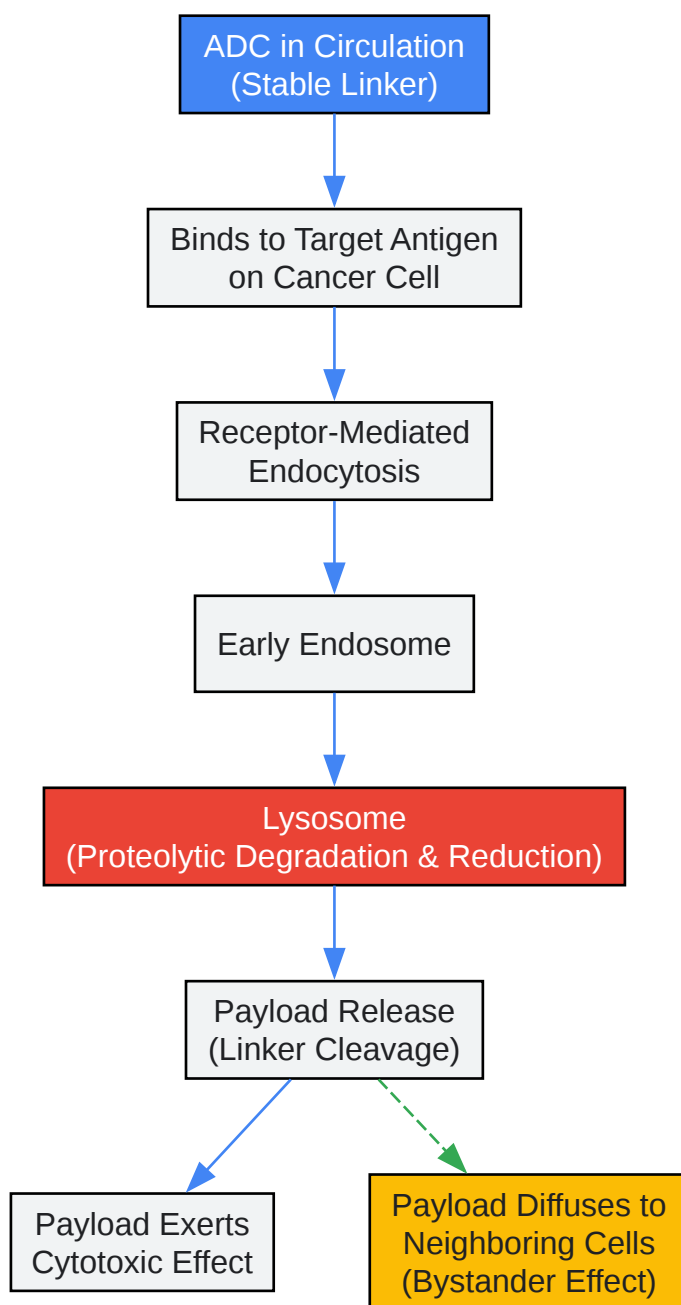 ADC in Circulation
(Stable Linker)
Binds to Target Antigen
on Cancer Cell
Receptor-Mediated
Endocytosis
Early Endosome
Lysosome
(Proteolytic Degradation & Reduction)
Payload Release
(Linker Cleavage)
Payload Exerts
Cytotoxic Effect
Payload Diffuses to
Neighboring Cells
(Bystander Effect)